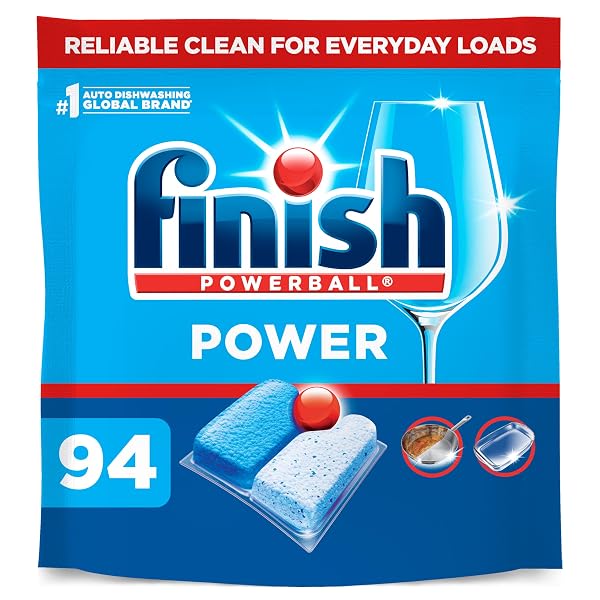 RELIABLE CLEAN FOR EVERYDAY LOADS
#1 AUTO DISHWASHING
GLOBAL BRAND
finish
POWERBALL®
POWER
94